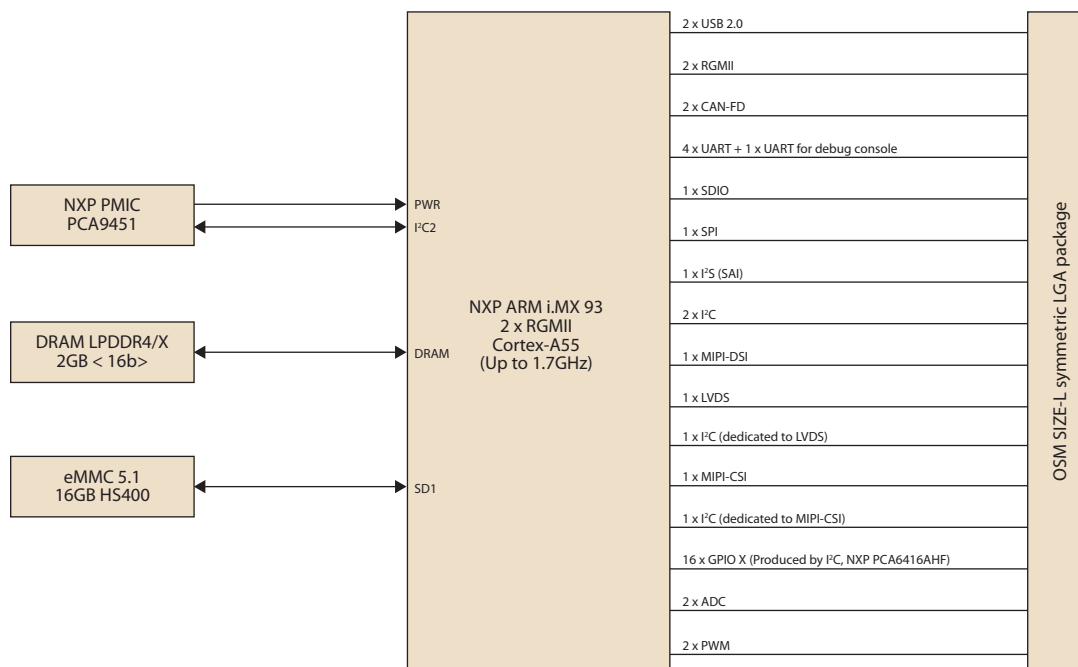 NXP PMIC
PCA9451
DRAM LPDDR4/X
2GB < 16b>
eMMC 5.1
16GB HS400
PWR
I²C2
DRAM
SD1
NXP ARM i.MX 93
2 x RGMII
Cortex-A55
(Up to 1.7GHz)
2 x USB 2.0
2 x RGMII
2 x CAN-FD
4 x UART + 1 x UART for debug console
1 x SDIO
1 x SPI
1 x I²S (SAI)
2 x I²C
1 x MIPI-DSI
1 x LVDS
1 x I²C (dedicated to LVDS)
1 x MIPI-CSI
1 x I²C (dedicated to MIPI-CSI)
16 x GPIO X (Produced by I²C, NXP PCA6416AHF)
2 x ADC
2 x PWM
OSM SIZE-L symmetric LGA package